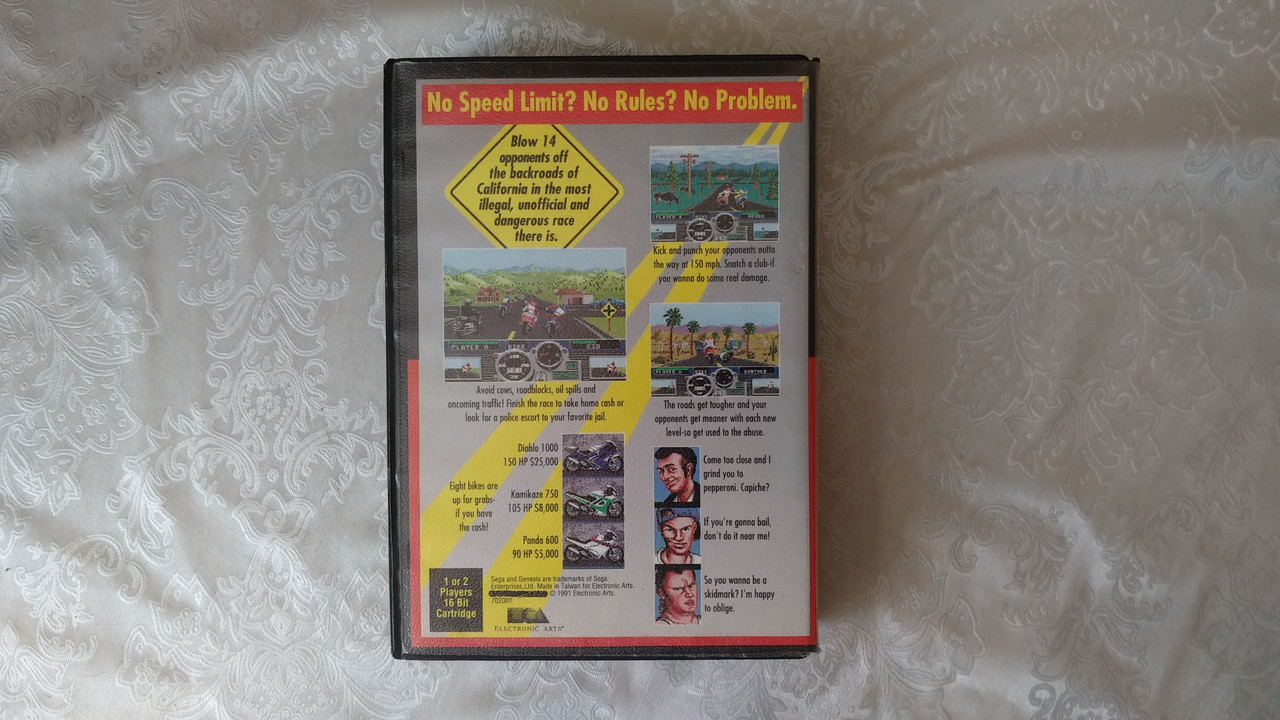 No Speed Limit? No Rules? No Problem.
Blow 14
opponents off
the backroads of
California in the most
illegal, unofficial and
dangerous race
there is.
PLAYER A BIKE SID
Avoid cows, roadblocks, oil spills and
oncoming traffic! Finish the race to take home cash or
look for a police escort to your favorite jail.
Diablo 1000
150 HP $25,000
Eight bikes are
up for grabs-
if you have
the cash!
Kamikaze 750
105 HP $8,000
Panda 600
90 HP $5,000
PLAYER A BIKE
Kick and punch your opponents outta
the way at 150 mph. Snatch a club-if
you wanna do some real damage.
PLAYER A BIKE GUNTHER
The roads get tougher and your
opponents get meaner with each new
level-so get used to the abuse.
Come too close and I
grind you to
pepperoni. Capiche?
If you're gonna bail,
don't do it near me!
So you wanna be a
skidmark? I'm happy
to oblige.
1 or 2
Players
16 Bit
Cartridge
Sega and Genesis are trademarks of Sega
Enterprises,Ltd. Made in Taiwan for Electronic Arts.
© 1991 Electronic Arts.
702001
ELECTRONIC ARTS®